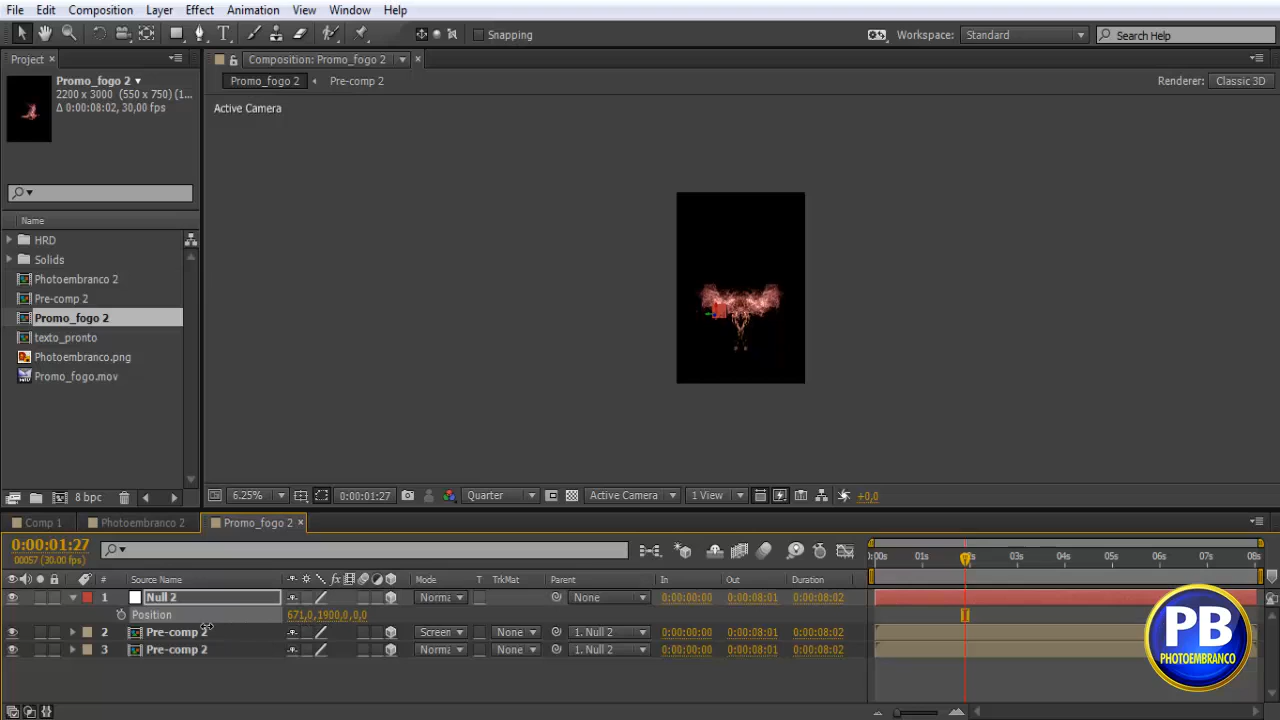 File Edit Composition Layer Effect Animation View Window Help
Snapping
Workspace: Standard
Search Help
Project
Composition: Promo_fogo 2
Promo_fogo 2
2200 x 3000 (550 x 750) (1...
Δ 0:00:08:02, 30,00 fps
Promo_fogo 2 Pre-comp 2
Renderer: Classic 3D
Active Camera
Name
HRD
Solids
Photoembranco 2
Pre-comp 2
Promo_fogo 2
texto_pronto
Photoembranco.png
Promo_fogo.mov
8 bpc
6.25% 0:00:01:27 Quarter Active Camera 1 View +0,0
Comp 1 Photoembranco 2 Promo_fogo 2
0:00:01:27
00057 (30.00 fps)
:00s 01s 2s 03s 04s 05s 06s 07s 08s
# Source Name Mode T TrkMat Parent In Out Duration
1 Null 2 Norma None 0:00:00:00 0:00:08:01 0:00:08:02
Position 671,0,1900,0,0,0
2 Pre-comp 2 Screen None 1. Null 2 0:00:00:00 0:00:08:01 0:00:08:02
3 Pre-comp 2 Norma None 1. Null 2 0:00:00:00 0:00:08:01 0:00:08:02
PB
PHOTOEMBRANCO